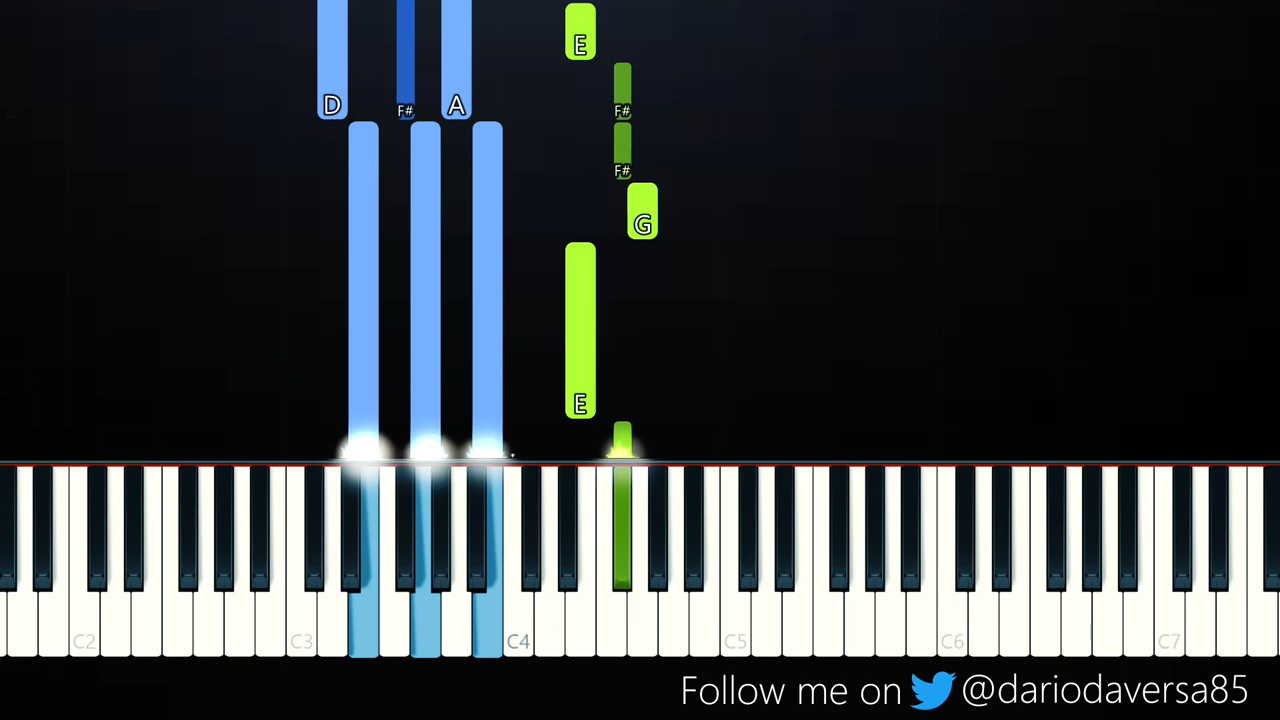 E
D F# A
F#
F#
G
E
C2 C3 C4 C5 C6 C7
Follow me on @dariodaversa85